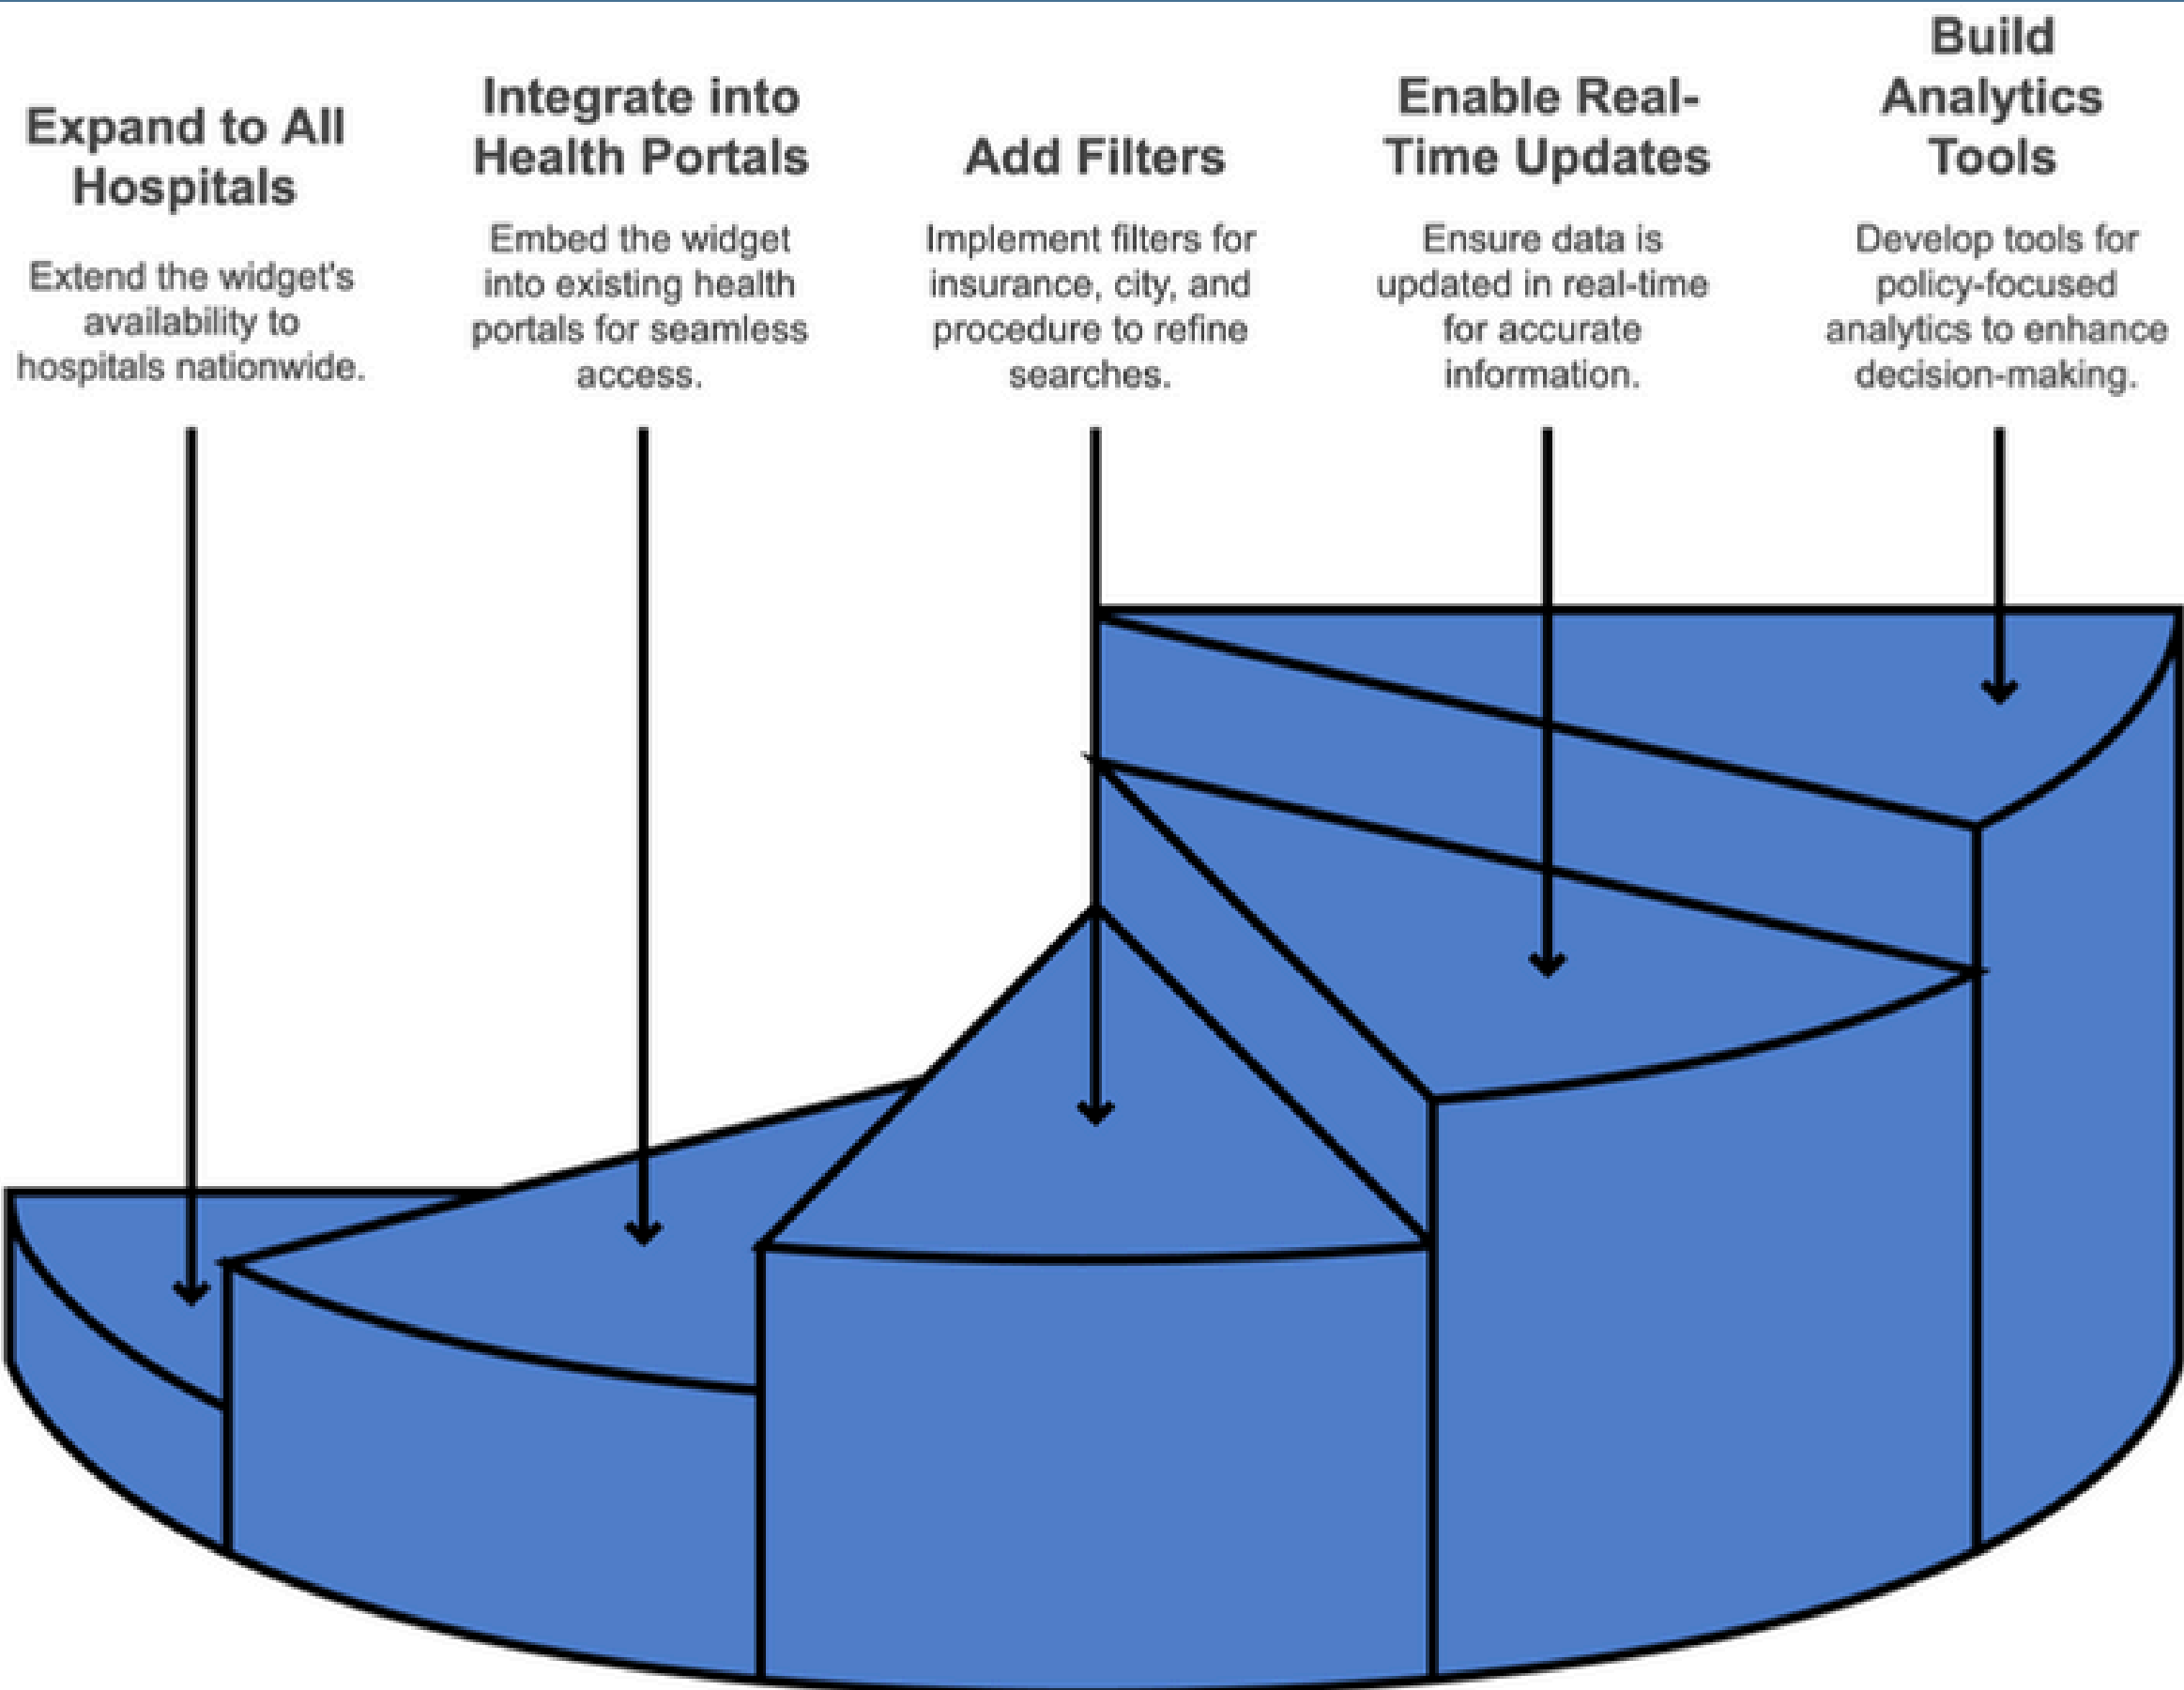 Expand to All
Hospitals
Extend the widget's
availability to
hospitals nationwide.
Integrate into
Health Portals
Embed the widget
into existing health
portals for seamless
access.
Add Filters
Implement filters for
insurance, city, and
procedure to refine
searches.
Enable Real-
Time Updates
Ensure data is
updated in real-time
for accurate
information.
Build
Analytics
Tools
Develop tools for
policy-focused
analytics to enhance
decision-making.